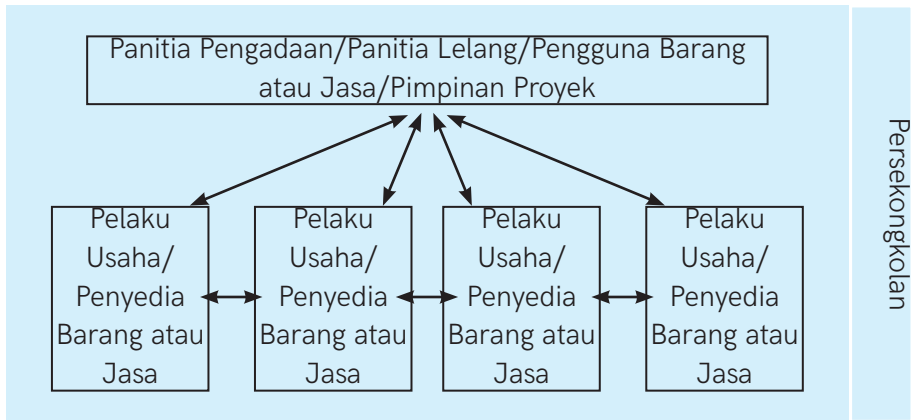 Panitia Pengadaan/Panitia Lelang/Pengguna Barang
atau Jasa/Pimpinan Proyek
Pelaku
Usaha/
Penyedia
Barang atau
Jasa
Pelaku
Usaha/
Penyedia
Barang atau
Jasa
Pelaku
Usaha/
Penyedia
Barang atau
Jasa
Pelaku
Usaha/
Penyedia
Barang atau
Jasa
Persekongkolan